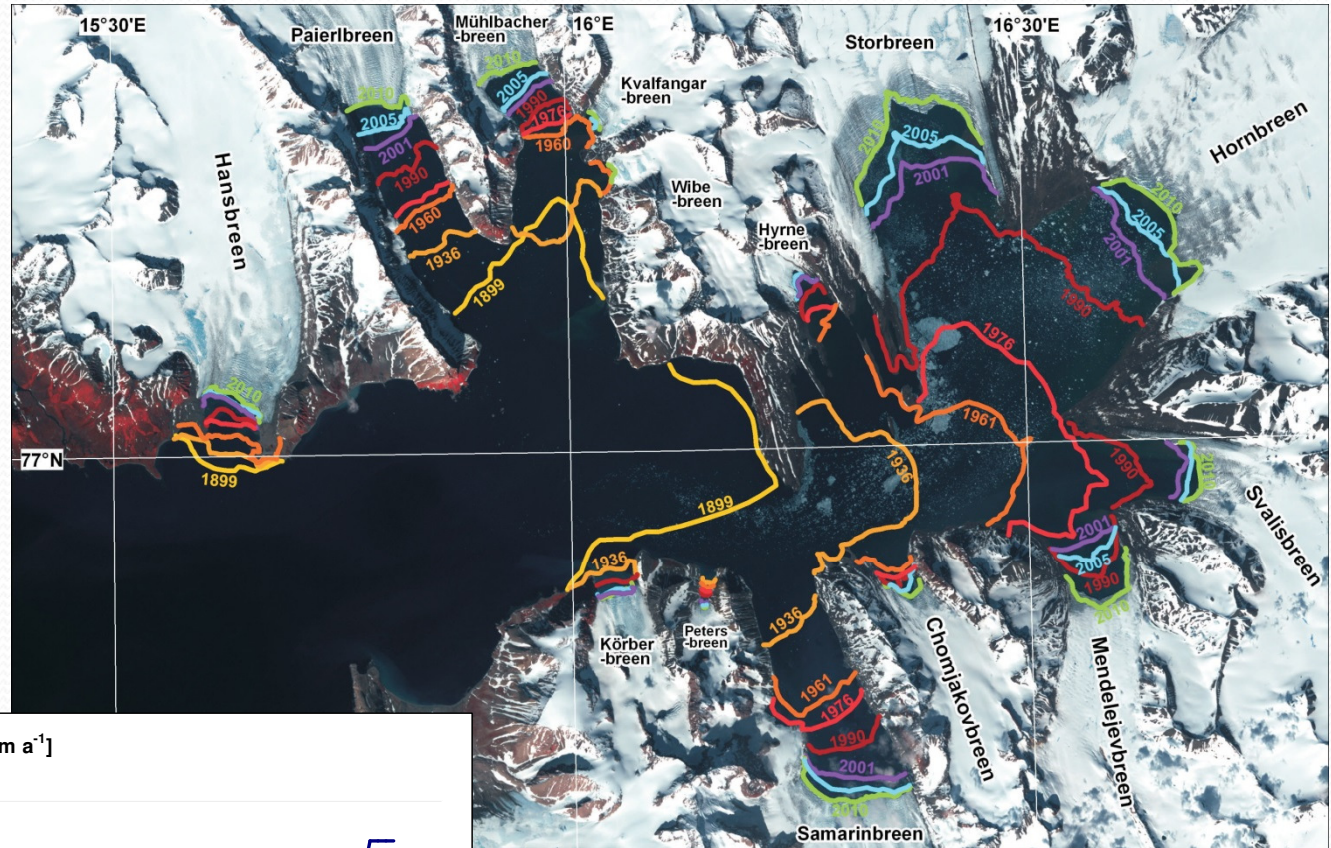 15°30'E
Paierlbreen
Mühlbacher
-breen
16°E
Storbreen
16°30'E
Kvalfangar
-breen
Hornbreen
Hansbreen
Wibe
-breen
Hyrne
-breen
2010
2005
2001
1990
1960
1936
1899
2010
2005
1990
1976
1960
2010
2005
2001
1990
2010
2005
2001
1976
1961
1936
1899
1990
2010
2010
1899
77°N
Svalisbreen
1936
Körber
-breen
Peters
-breen
1936
1961
1976
1990
2001
2010
Samarinbreen
Chomjakovbreen
2001
2005
1990
2010
Mendelejevbreen
m a-1]